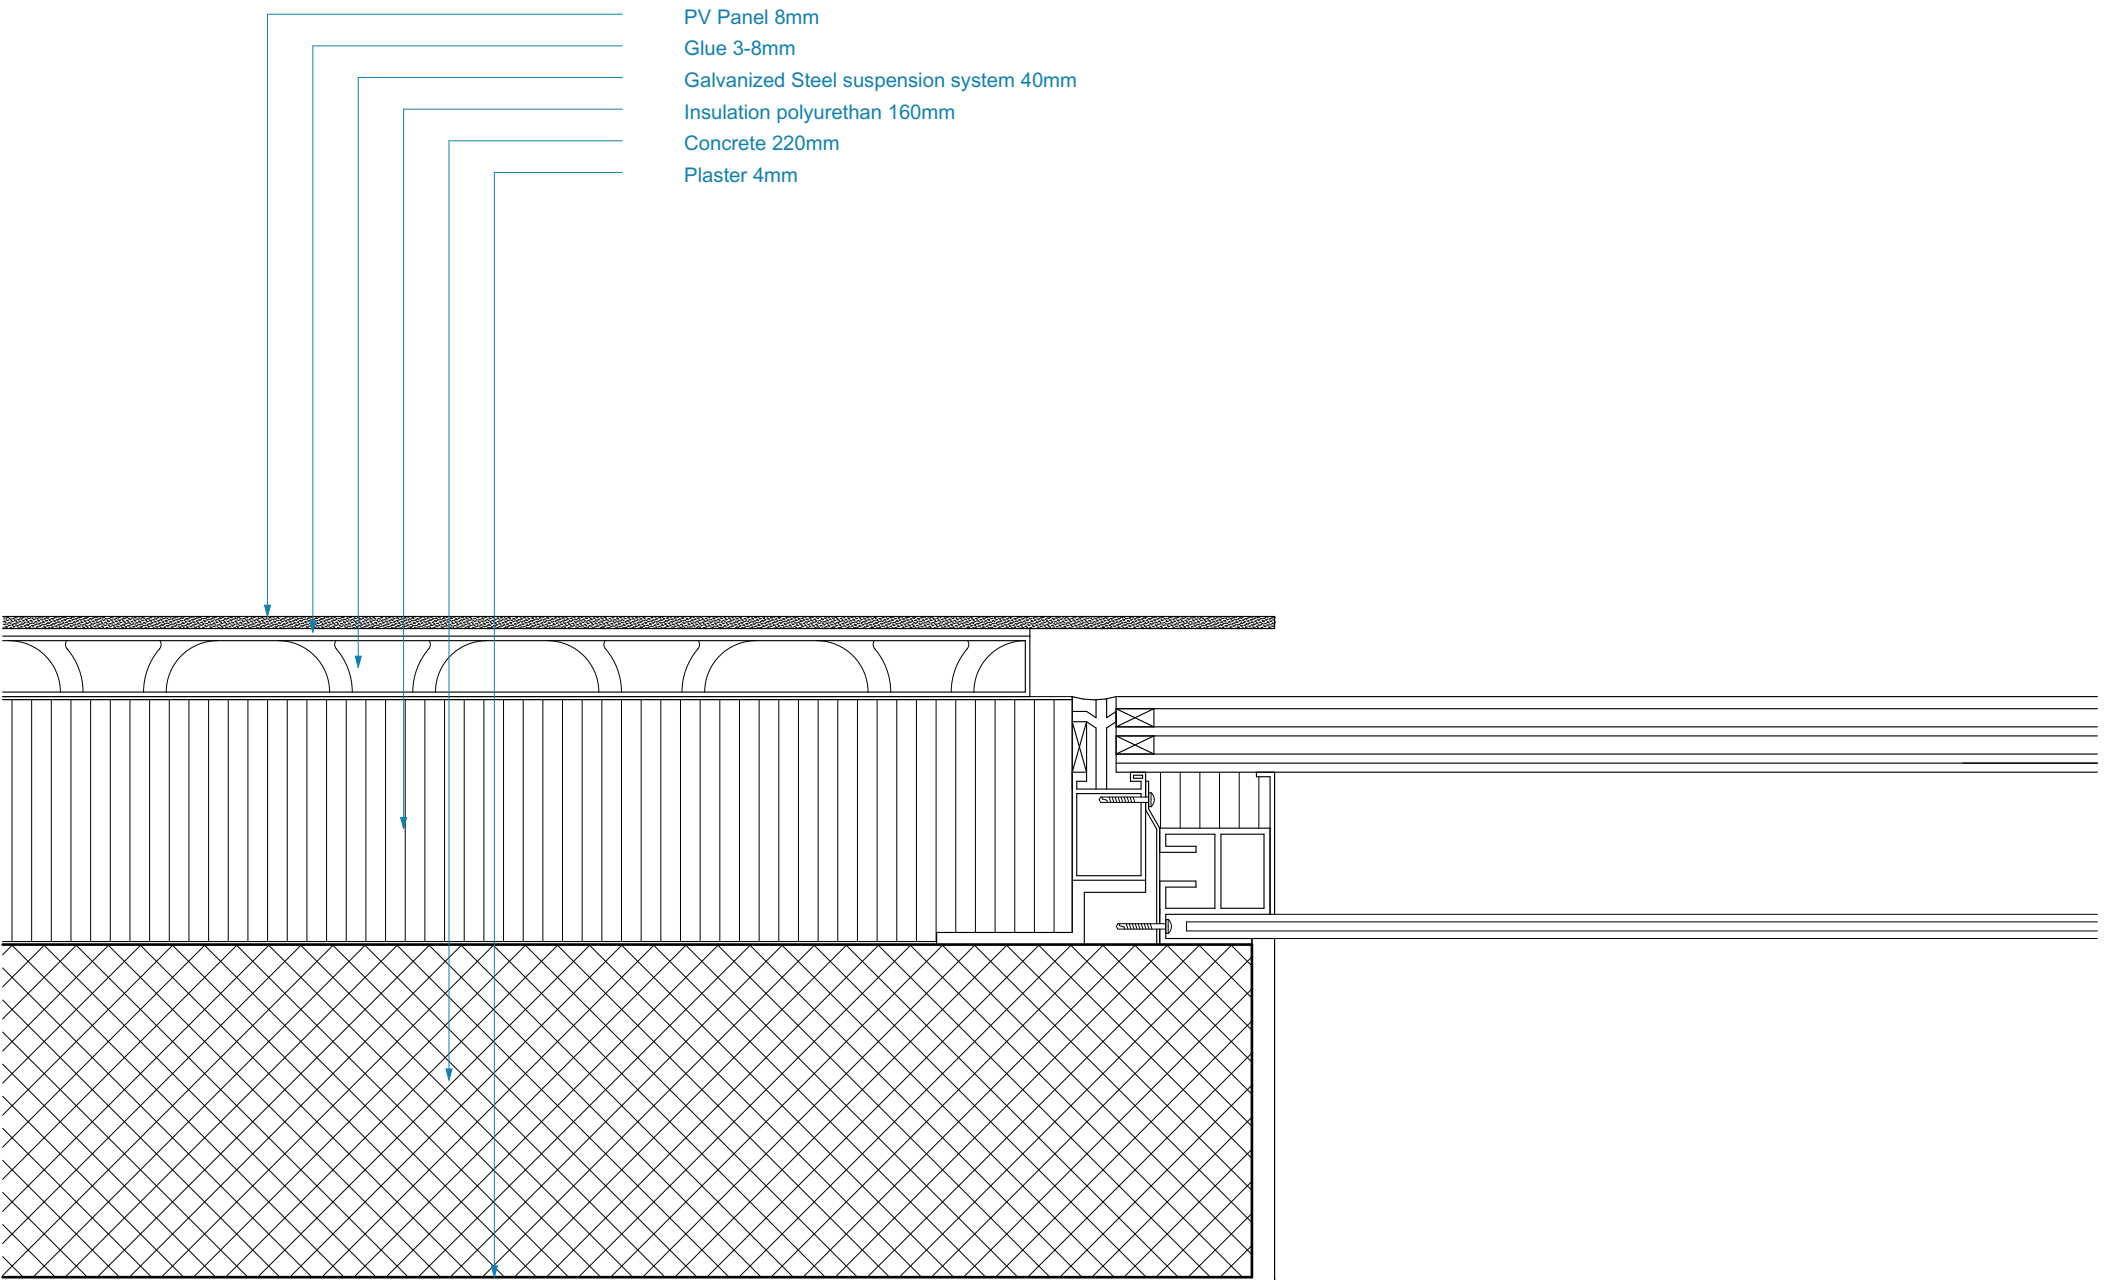 PV Panel 8mm
Glue 3-8mm
Galvanized Steel suspension system 40mm
Insulation polyurethan 160mm
Concrete 220mm
Plaster 4mm